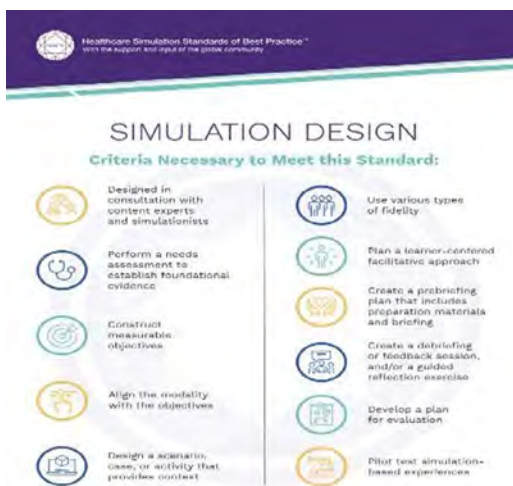 Healthcare Simulation Standards of Best Practice™
With the support and input of the global community
SIMULATION DESIGN
Criteria Necessary to Meet this Standard:
Designed in
consultation with
content experts
and simulationists
Perform a needs
assessment to
establish foundational
evidence
Construct
measurable
objectives
Align the modality
with the objectives
Design a scenario,
case, or activity that
provides context
Use various types
of fidelity
Plan a learner-centered
facilitative approach
Create a prebriefing
plan that includes
preparation materials
and briefing
Create a debriefing
or feedback session,
and/or a guided
reflection exercise
Develop a plan
for evaluation
Pilot test simulation-
based experiences